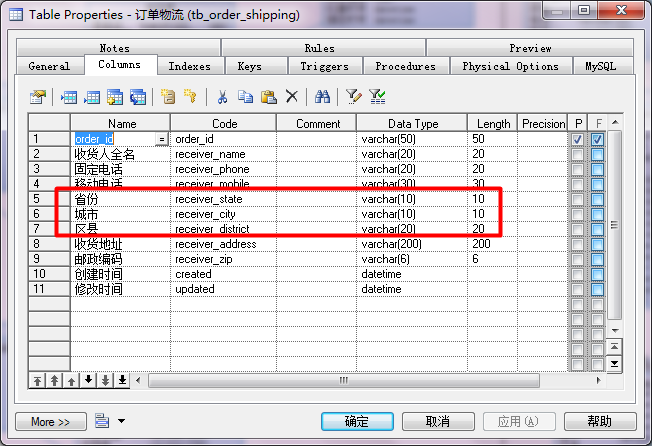 Table Properties - 订单物流 (tb_order_shipping)
Notes Rules Preview
General Columns Indexes Keys Triggers Procedures Physical Options MySQL
Name Code Comment Data Type Length Precision P F
1 order_id = order_id varchar(50) 50
2 收货人全名 receiver_name varchar(20) 20
3 固定电话 receiver_phone varchar(20) 20
4 移动电话 receiver_mobile varchar(30) 30
5 省份 receiver_state varchar(10) 10
6 城市 receiver_city varchar(10) 10
7 区县 receiver_district varchar(20) 20
8 收货地址 receiver_address varchar(200) 200
9 邮政编码 receiver_zip varchar(6) 6
10 创建时间 created datetime
11 修改时间 updated datetime
More >> 确定 取消 应用(A) 帮助